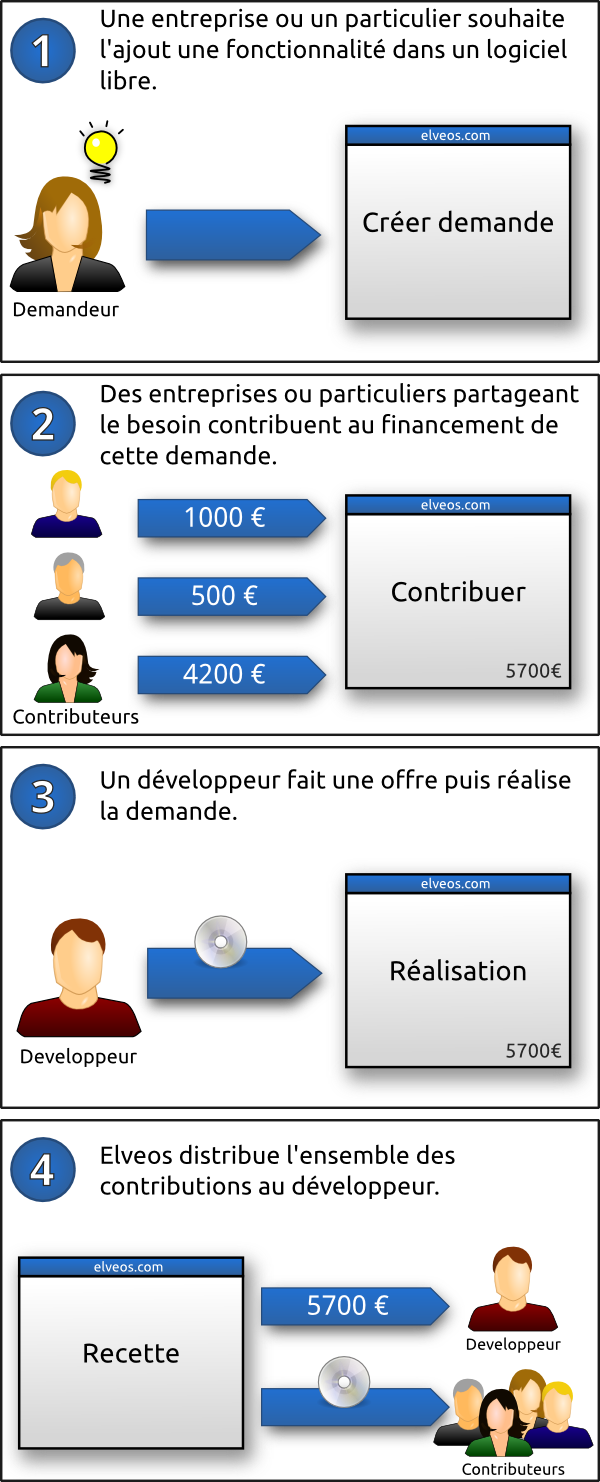 1
Une entreprise ou un particulier souhaite
l'ajout une fonctionnalité dans un logiciel
libre.
elveos.com
Créer demande
Demandeur
2
Des entreprises ou particuliers partageant
le besoin contribuent au financement de
cette demande.
1000 €
500 €
4200 €
elveos.com
Contribuer
5700€
Contributeurs
3
Un développeur fait une offre puis réalise
la demande.
elveos.com
Réalisation
5700€
Developpeur
4
Elveos distribue l'ensemble des
contributions au développeur.
elveos.com
Recette
5700 €
Developpeur
Contributeurs